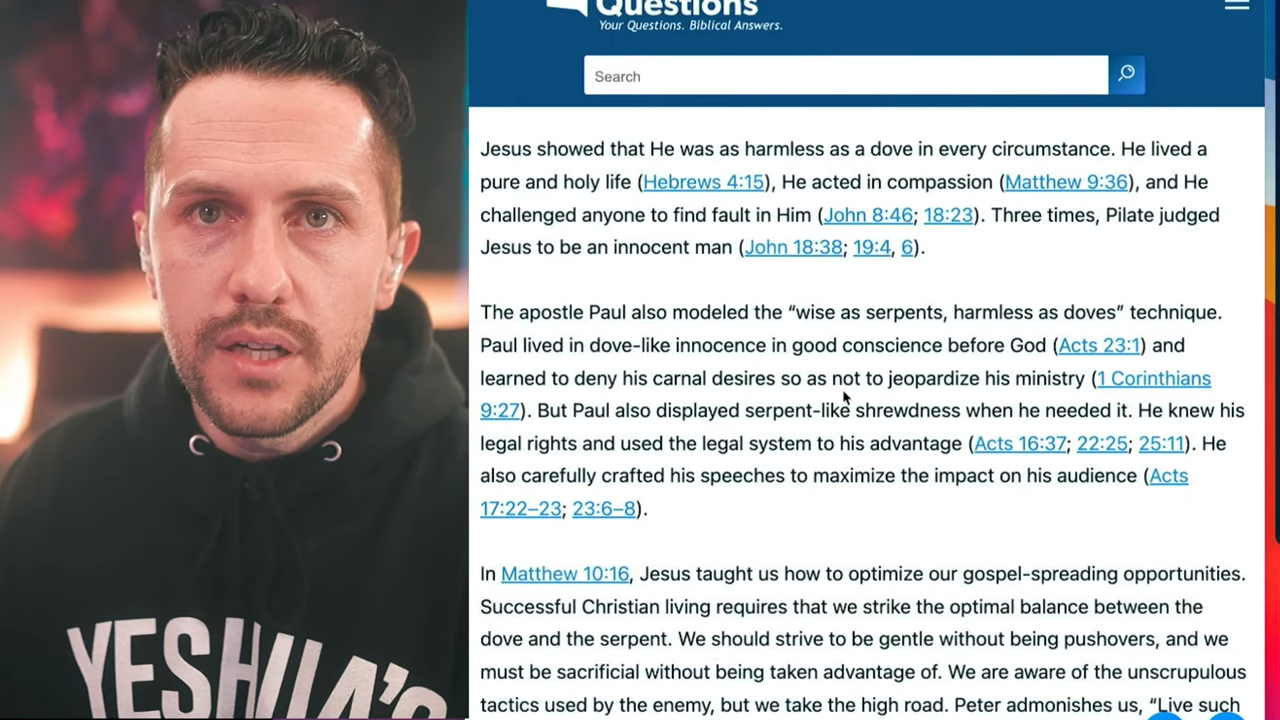 Questions
Your Questions. Biblical Answers.
Search
Jesus showed that He was as harmless as a dove in every circumstance. He lived a
pure and holy life (Hebrews 4:15), He acted in compassion (Matthew 9:36), and He
challenged anyone to find fault in Him (John 8:46; 18:23). Three times, Pilate judged
Jesus to be an innocent man (John 18:38; 19:4, 6).
The apostle Paul also modeled the “wise as serpents, harmless as doves” technique.
Paul lived in dove-like innocence in good conscience before God (Acts 23:1) and
learned to deny his carnal desires so as not to jeopardize his ministry (1 Corinthians
9:27). But Paul also displayed serpent-like shrewdness when he needed it. He knew his
legal rights and used the legal system to his advantage (Acts 16:37; 22:25; 25:11). He
also carefully crafted his speeches to maximize the impact on his audience (Acts
17:22–23; 23:6–8).
In Matthew 10:16, Jesus taught us how to optimize our gospel-spreading opportunities.
Successful Christian living requires that we strike the optimal balance between the
dove and the serpent. We should strive to be gentle without being pushovers, and we
must be sacrificial without being taken advantage of. We are aware of the unscrupulous
tactics used by the enemy, but we take the high road. Peter admonishes us, “Live such
YESHUA'S